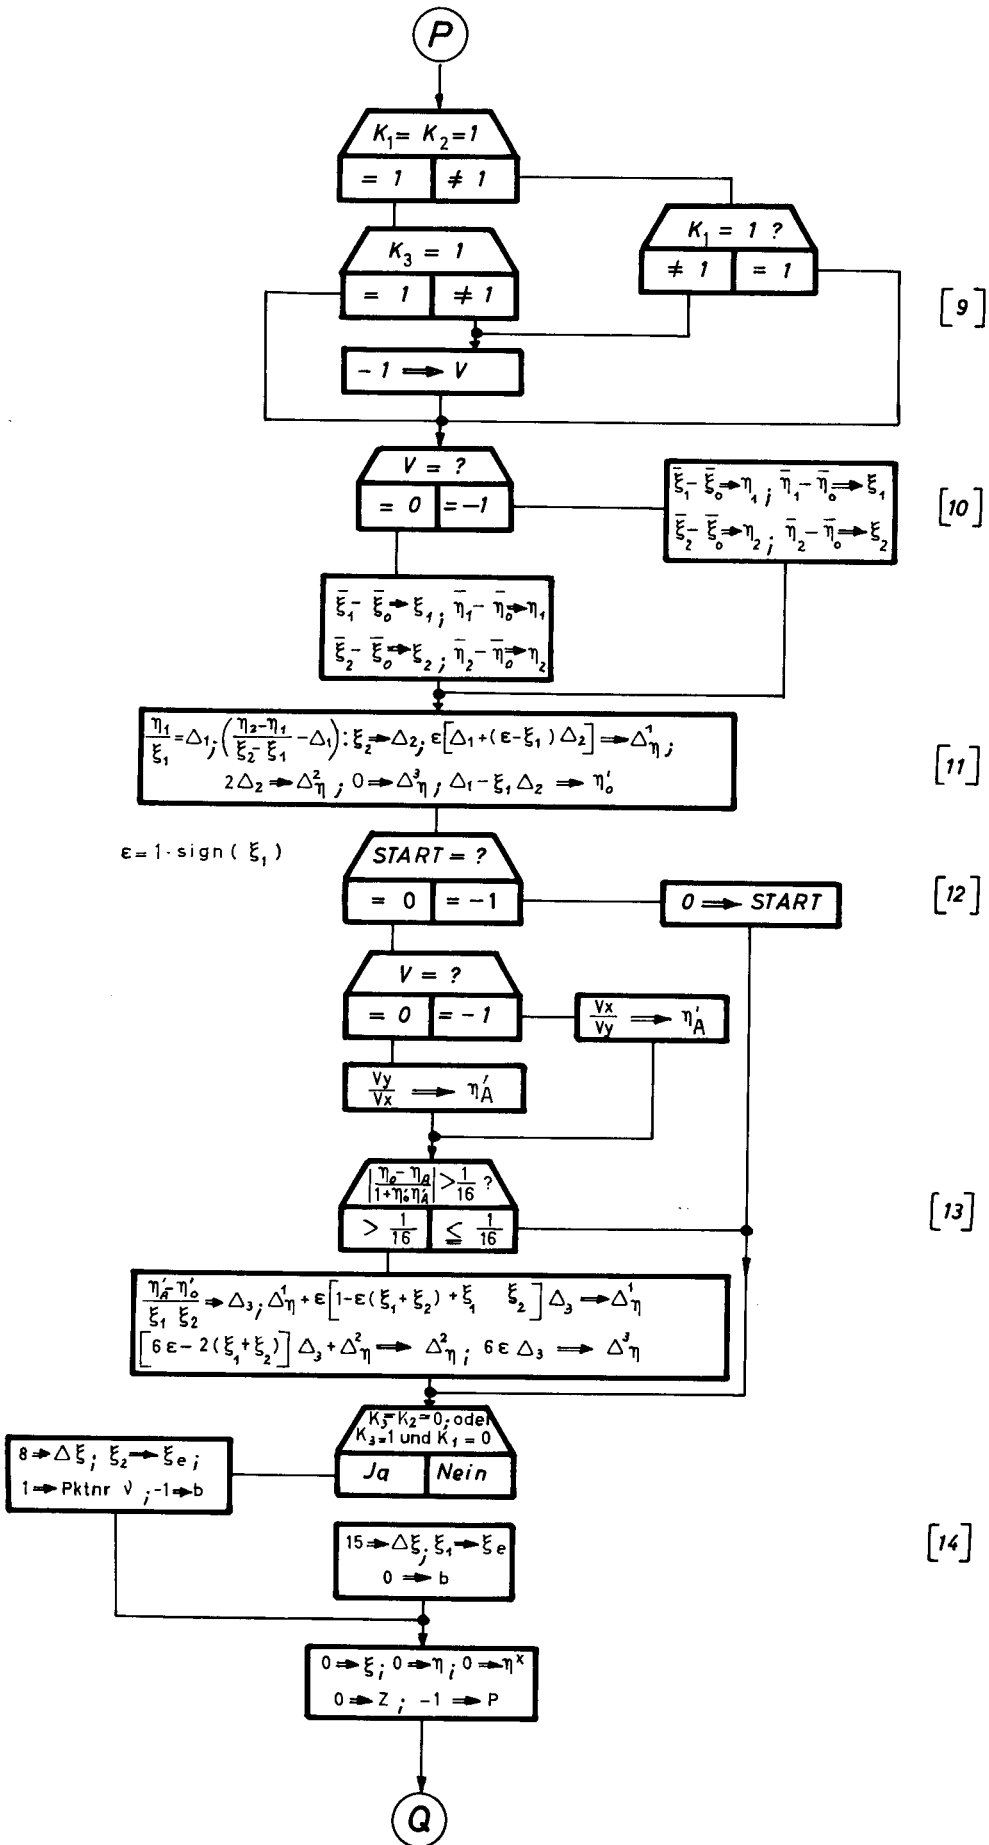 P
K₁ = K₂ = 1
= 1 | ≠ 1
K₁ = 1 ?
≠ 1 | = 1
K₃ = 1
= 1 | ≠ 1
[9]
- 1 ⟹ V
V = ?
= 0 | = -1
ξ̄₁ - ξ̄₀ ⇒ η₁ ; η̄₁ - η̄₀ ⟹ ξ₁
ξ̄₂ - ξ̄₀ ⇒ η₂ ; η̄₂ - η̄₀ ⟹ ξ₂
[10]
ξ̄₁ - ξ̄₀ ⇒ ξ₁ ; η̄₁ - η̄₀ ⇒ η₁
ξ̄₂ - ξ̄₀ ⇒ ξ₂ ; η̄₂ - η̄₀ ⇒ η₂
η₁/ξ₁ = Δ₁ ; ((η₂-η₁)/(ξ₂-ξ₁) - Δ₁) : ξ₂ ⇒ Δ₂ ; ε[Δ₁ + (ε-ξ₁) Δ₂] ⟹ Δ¹η ;
2Δ₂ ⇒ Δ²η ; 0 ⇒ Δ³η ; Δ₁ - ξ₁ Δ₂ ⟹ η′₀
[11]
ε = 1 · sign ( ξ₁ )
START = ?
= 0 | = -1
0 ⟹ START
[12]
V = ?
= 0 | = -1
Vx/Vy ⟹ η′A
Vy/Vx ⟹ η′A
|(η₀ - ηA)/(1+η′₀η′A)| > 1/16 ?
> 1/16 | ≦ 1/16
[13]
(η′A - η′₀)/(ξ₁ ξ₂) ⇒ Δ₃ ; Δ¹η + ε[1-ε(ξ₁+ξ₂) + ξ₁ ξ₂] Δ₃ ⟹ Δ¹η
[6ε - 2(ξ₁+ξ₂)] Δ₃ + Δ²η ⟹ Δ²η ; 6ε Δ₃ ⟹ Δ³η
K₃=K₂=0, oder
K₃=1 und K₁ = 0
Ja | Nein
8 ⇒ Δξ ; ξ₂ ⇒ ξe ;
1 ⇒ Pktnr ν ; -1 ⇒ b
15 ⇒ Δξ ; ξ₁ ⇒ ξe
0 ⟹ b
[14]
0 ⇒ ξ ; 0 ⇒ η ; 0 ⇒ ηˣ
0 ⇒ Z ; -1 ⟹ P
Q